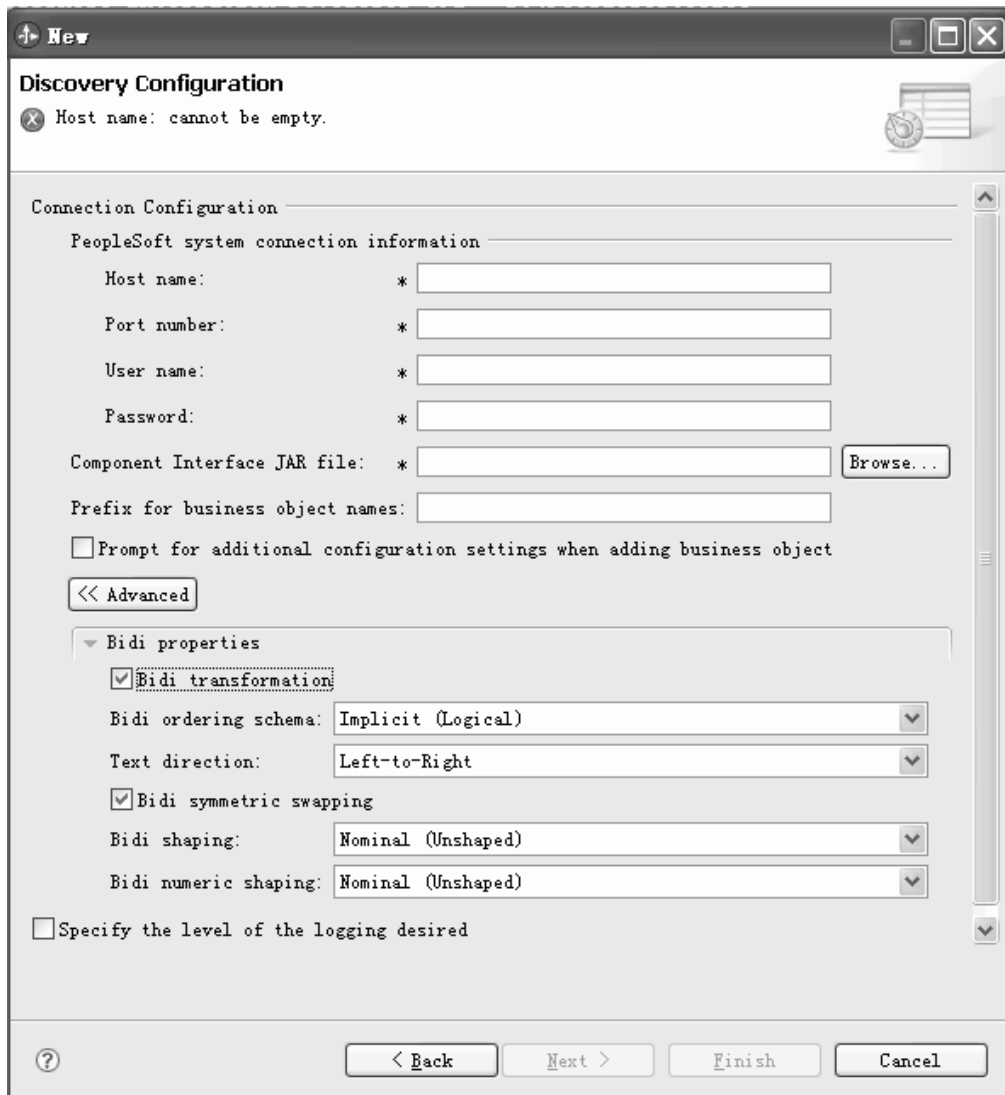 New
Discovery Configuration
Host name: cannot be empty.
Connection Configuration
PeopleSoft system connection information
Host name: *
Port number: *
User name: *
Password: *
Component Interface JAR file: * Browse...
Prefix for business object names:
Prompt for additional configuration settings when adding business object
<< Advanced
Bidi properties
Bidi transformation
Bidi ordering schema: Implicit (Logical)
Text direction: Left-to-Right
Bidi symmetric swapping
Bidi shaping: Nominal (Unshaped)
Bidi numeric shaping: Nominal (Unshaped)
Specify the level of the logging desired
? < Back Next > Finish Cancel